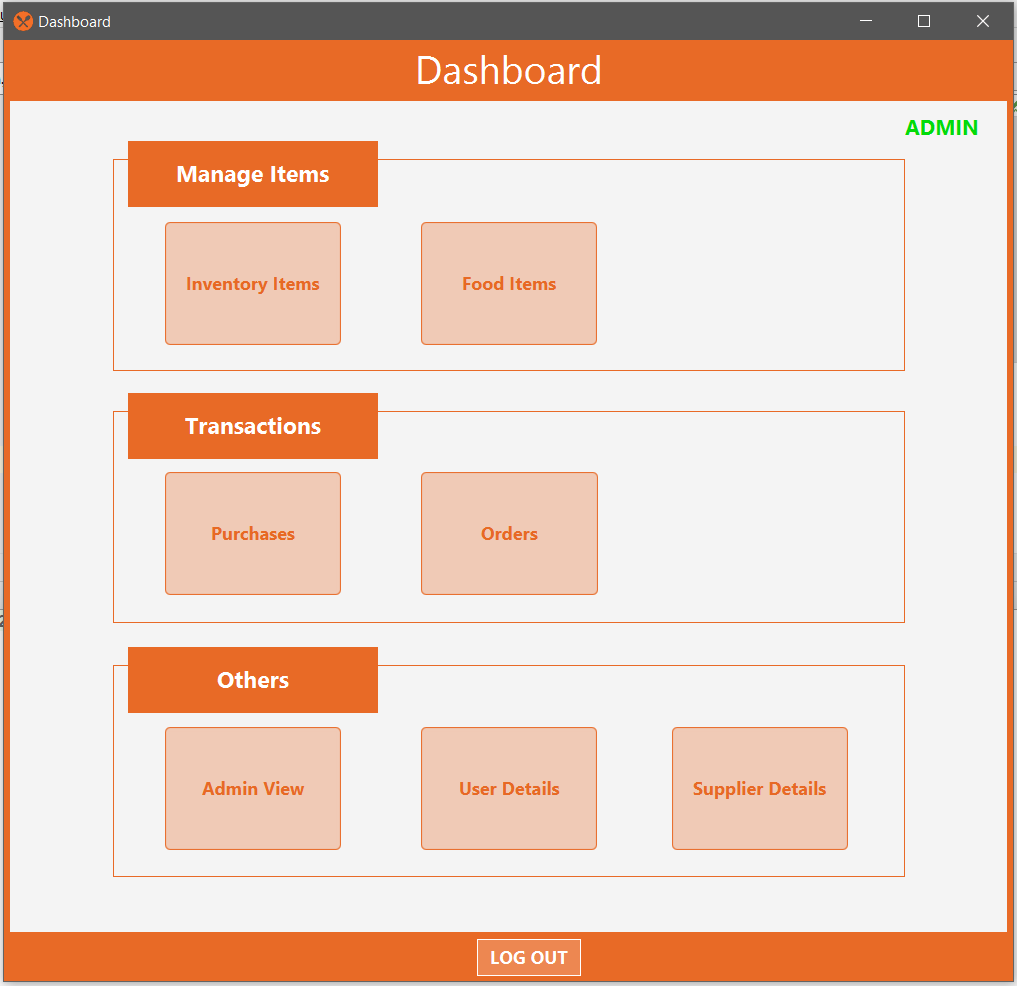 Dashboard
Dashboard
ADMIN
Manage Items
Inventory Items
Food Items
Transactions
Purchases
Orders
Others
Admin View
User Details
Supplier Details
LOG OUT